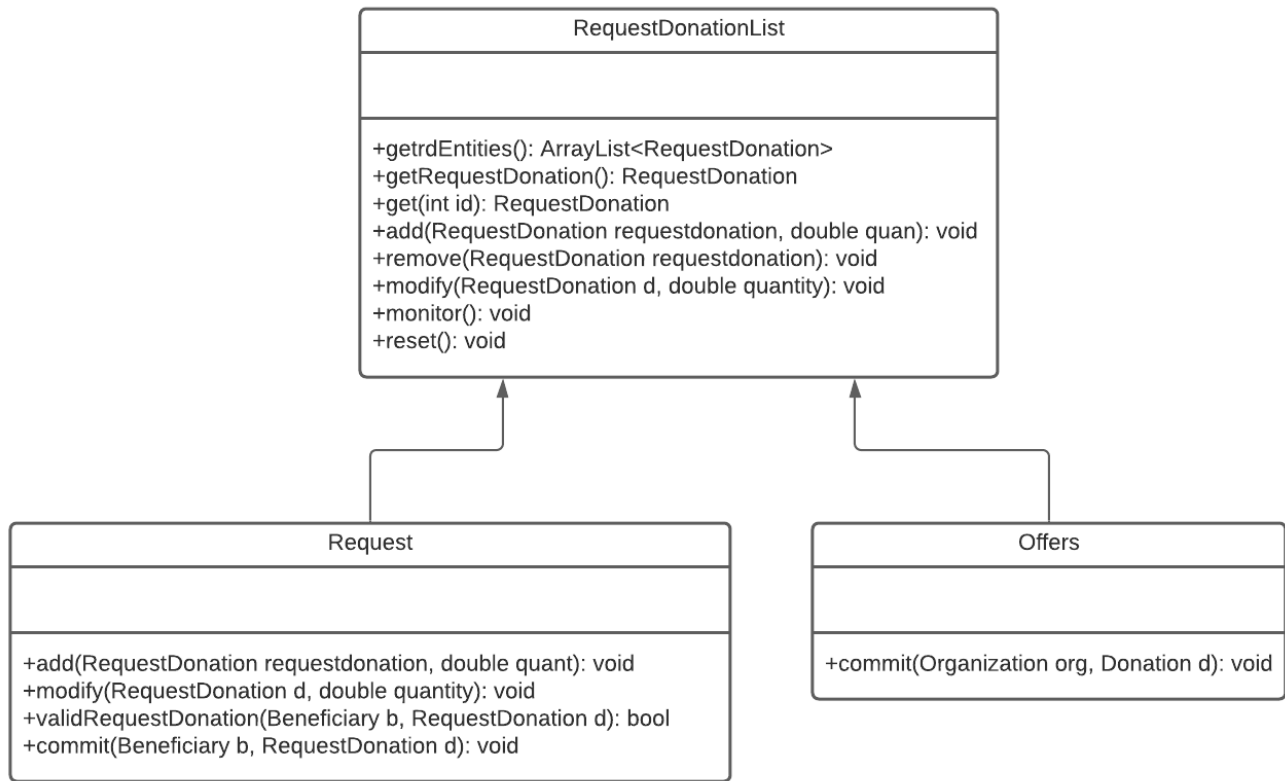 RequestDonationList
+getrdEntities(): ArrayList<RequestDonation>
+getRequestDonation(): RequestDonation
+get(int id): RequestDonation
+add(RequestDonation requestdonation, double quan): void
+remove(RequestDonation requestdonation): void
+modify(RequestDonation d, double quantity): void
+monitor(): void
+reset(): void
Request
+add(RequestDonation requestdonation, double quant): void
+modify(RequestDonation d, double quantity): void
+validRequestDonation(Beneficiary b, RequestDonation d): bool
+commit(Beneficiary b, RequestDonation d): void
Offers
+commit(Organization org, Donation d): void